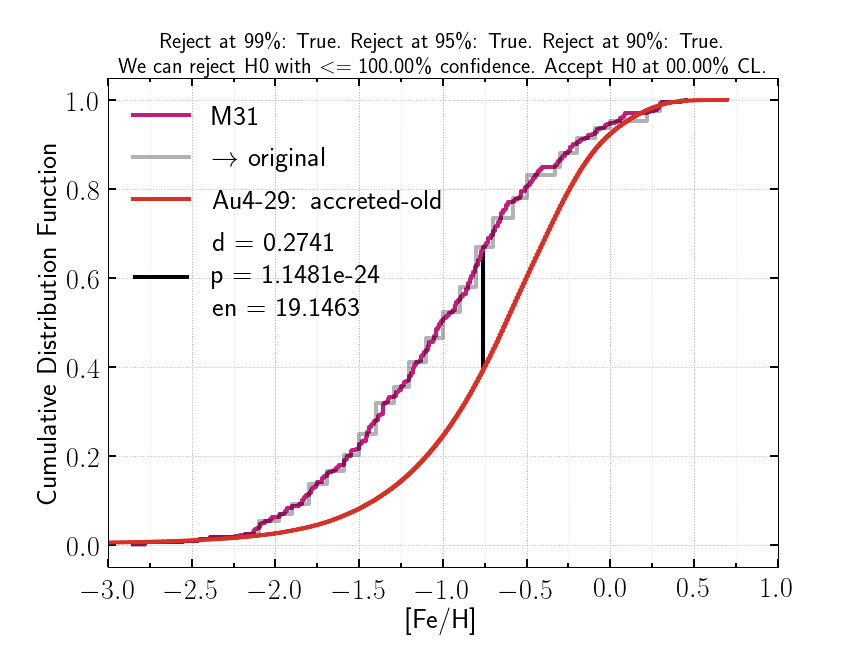 Reject at 99%: True. Reject at 95%: True. Reject at 90%: True.
We can reject H0 with <= 100.00% confidence. Accept H0 at 00.00% CL.
Cumulative Distribution Function
1.0
0.8
0.6
0.4
0.2
0.0
M31
→ original
Au4-29: accreted-old
d = 0.2741
p = 1.1481e-24
en = 19.1463
−3.0 −2.5 −2.0 −1.5 −1.0 −0.5 0.0 0.5 1.0
[Fe/H]